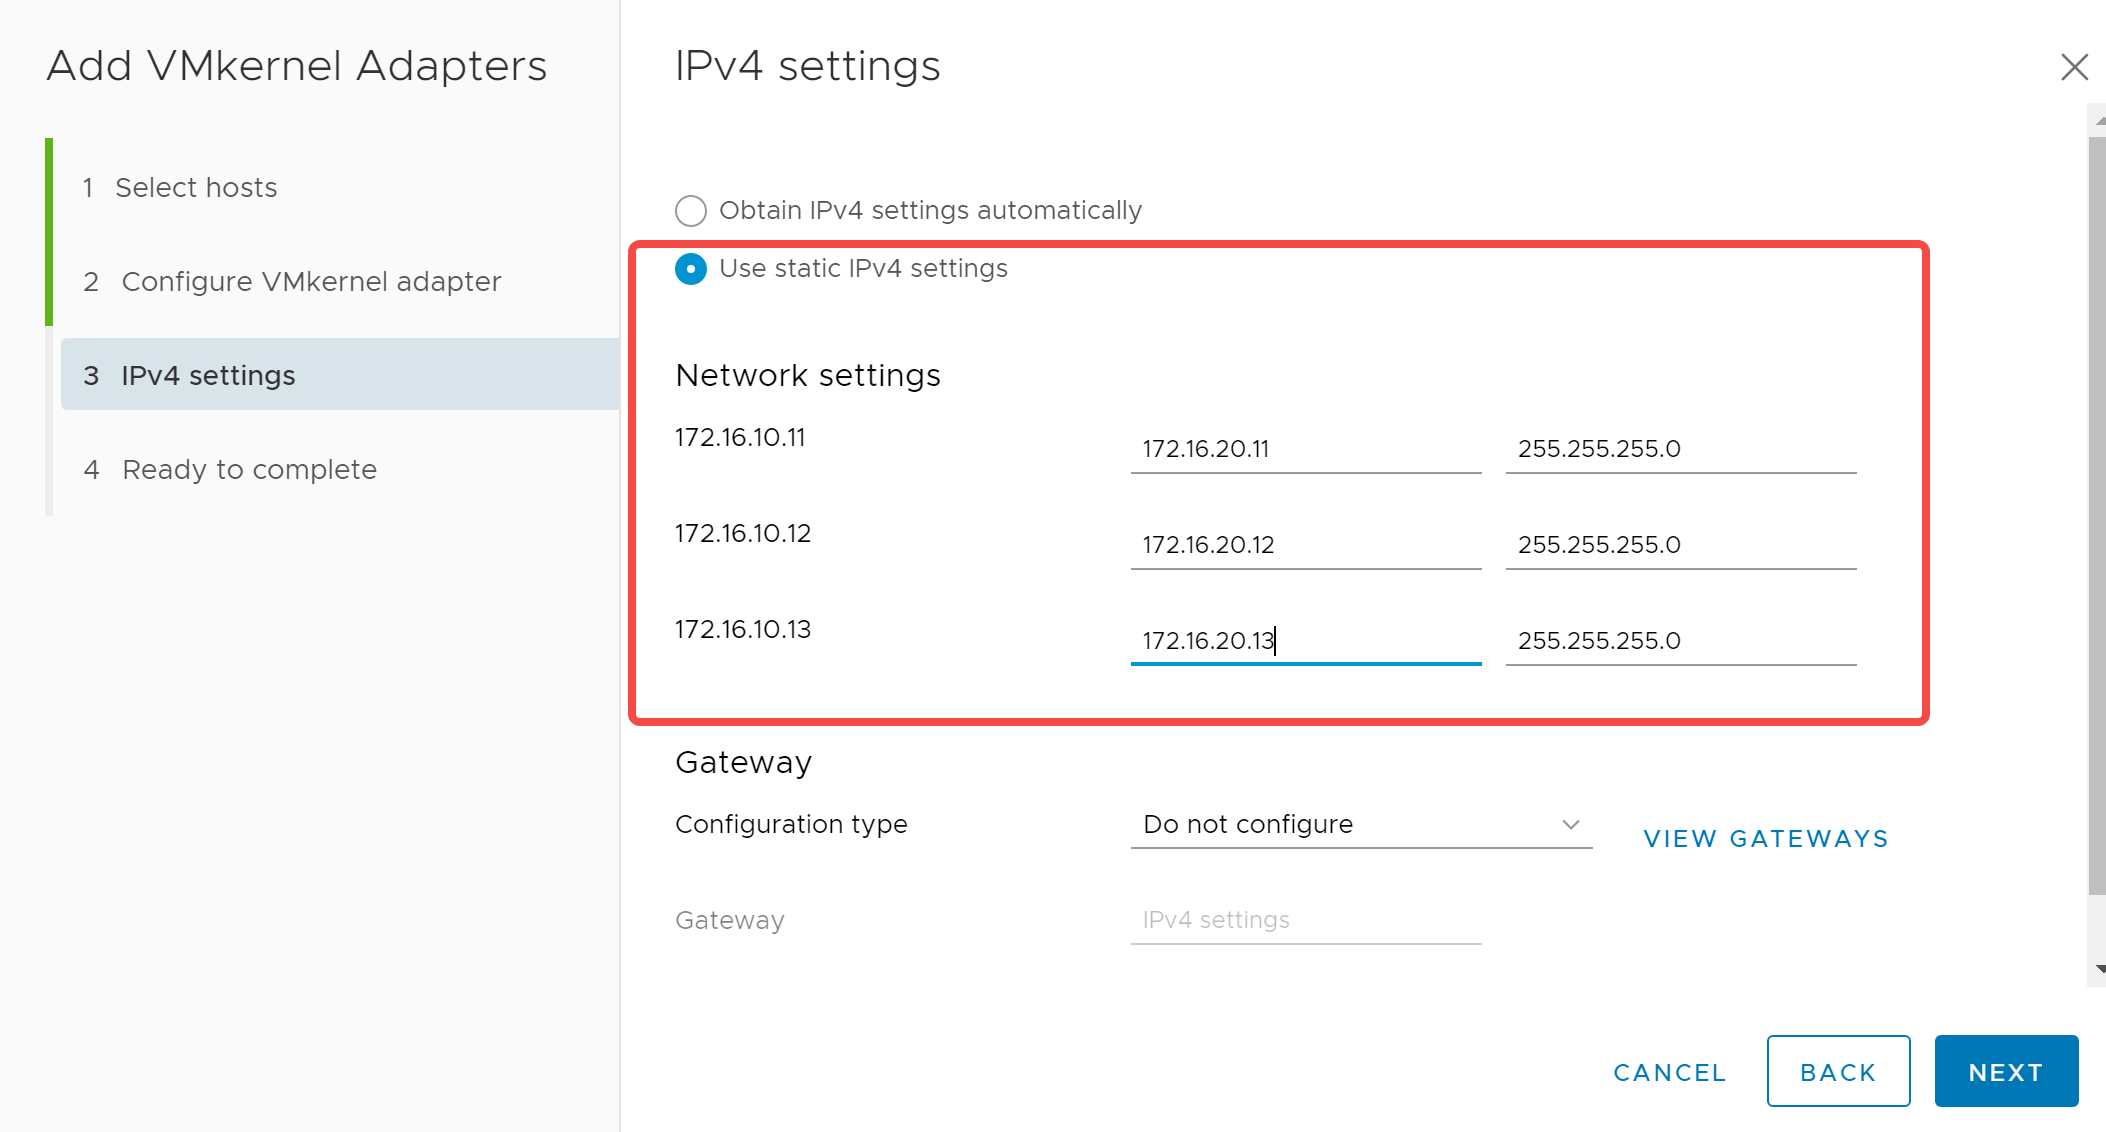 Add VMkernel Adapters
1 Select hosts
2 Configure VMkernel adapter
3 IPv4 settings
4 Ready to complete
IPv4 settings
Obtain IPv4 settings automatically
Use static IPv4 settings
Network settings
172.16.10.11 172.16.20.11 255.255.255.0
172.16.10.12 172.16.20.12 255.255.255.0
172.16.10.13 172.16.20.13 255.255.255.0
Gateway
Configuration type Do not configure VIEW GATEWAYS
Gateway IPv4 settings
CANCEL BACK NEXT